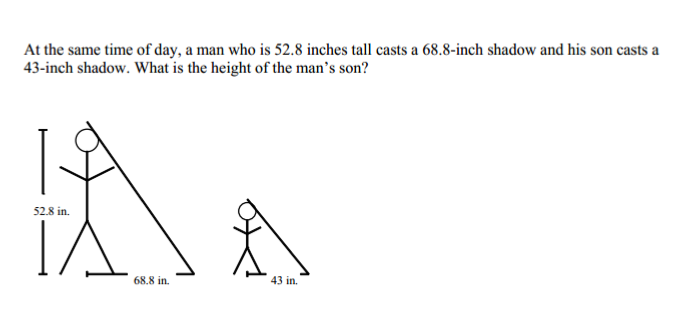 At the same time of day, a man who is 52.8 inches tall casts a 68.8-inch shadow and his son casts a
43-inch shadow. What is the height of the man’s son?
52.8 in.
68.8 in.
43 in.